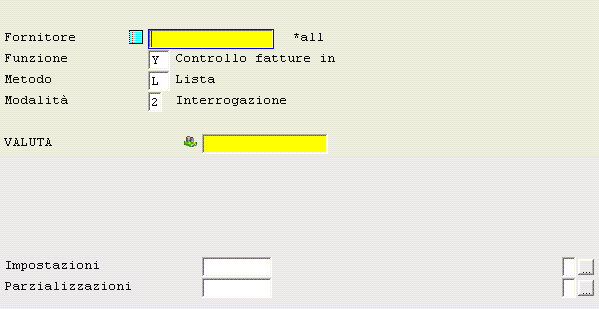 Fornitore *all
Funzione Y Controllo fatture in
Metodo L Lista
Modalità 2 Interrogazione
VALUTA
Impostazioni ...
Parzializzazioni ...